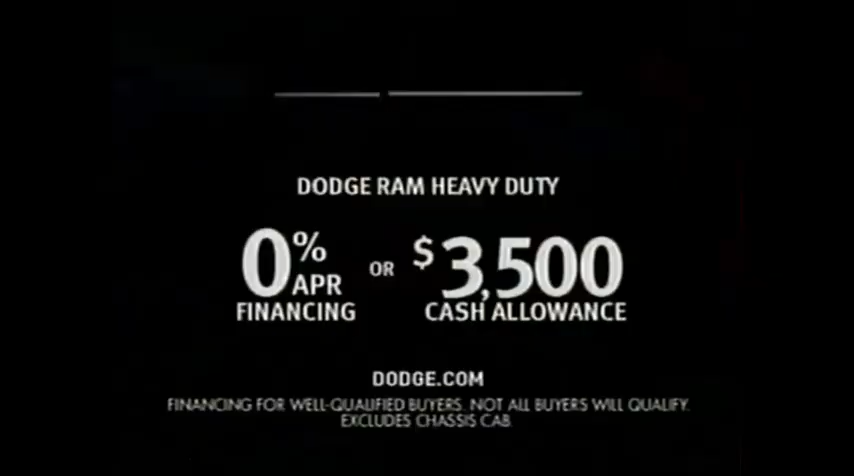 DODGE RAM HEAVY DUTY
0% APR FINANCING OR $3,500 CASH ALLOWANCE
DODGE.COM
FINANCING FOR WELL-QUALIFIED BUYERS. NOT ALL BUYERS WILL QUALIFY.
EXCLUDES CHASSIS CAB.